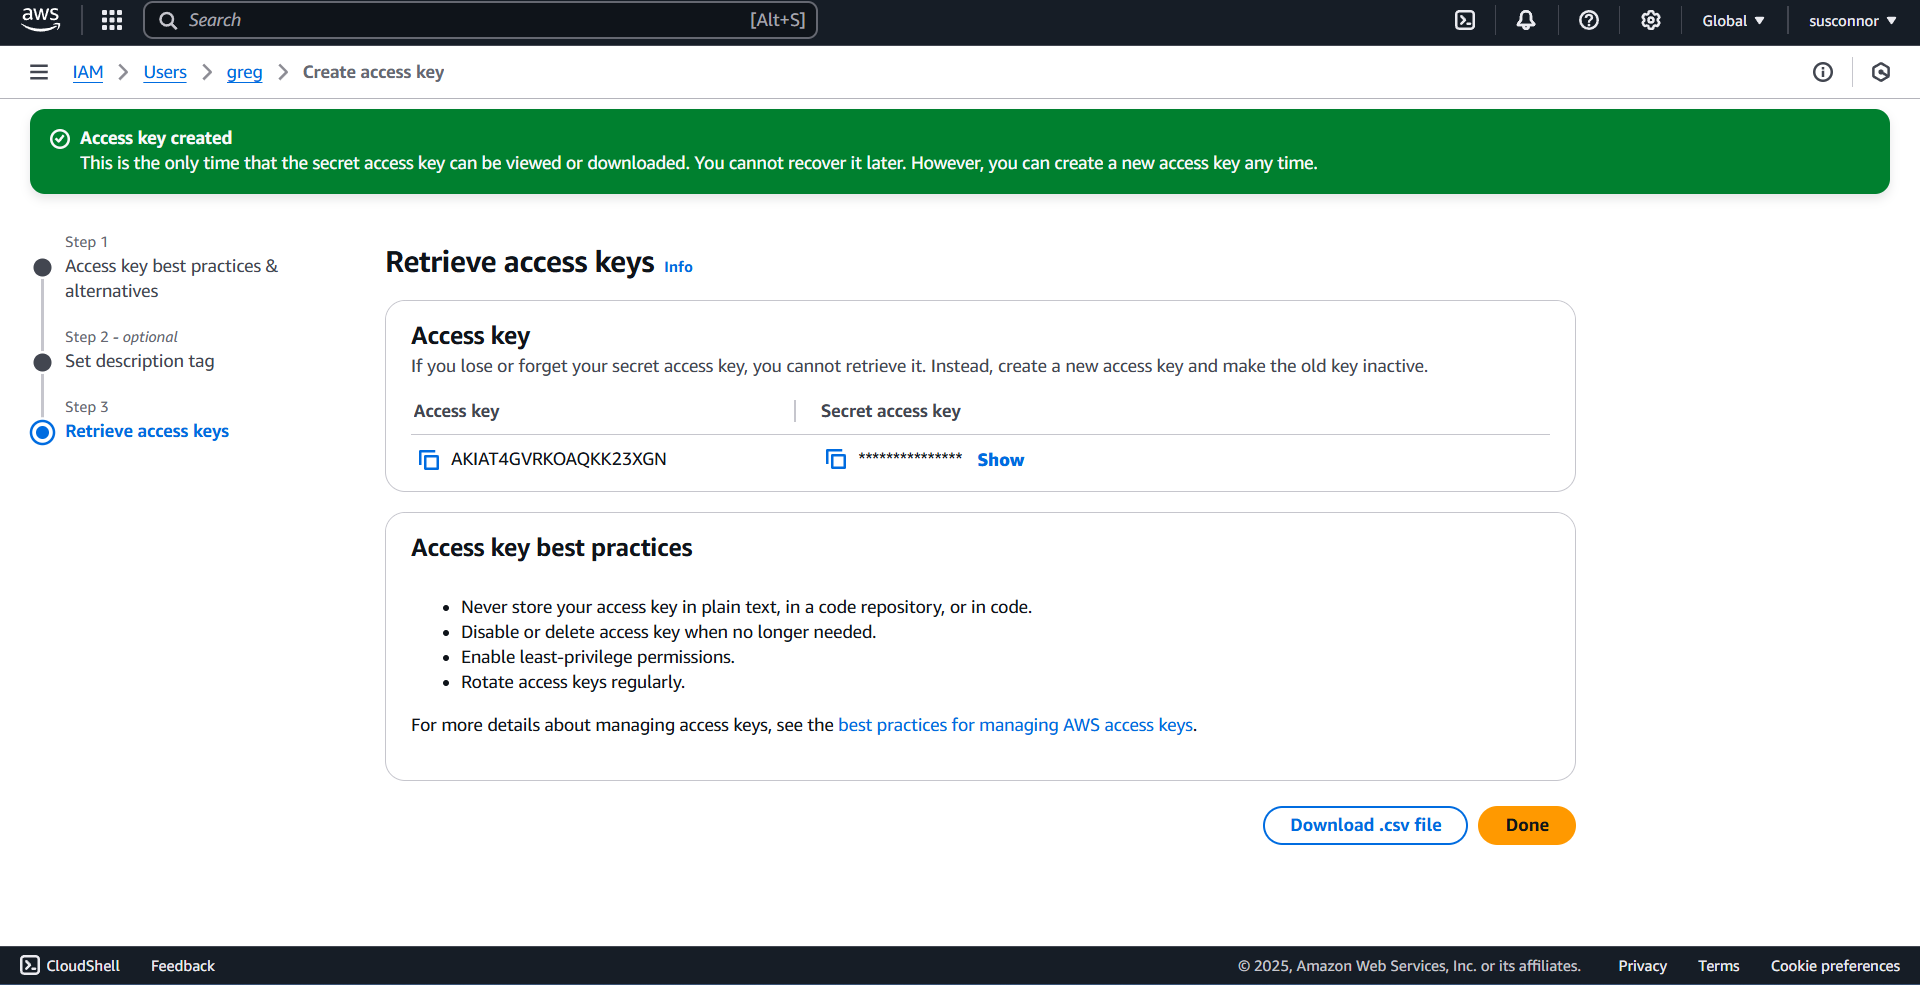 aws
Search [Alt+S]
Global
susconnor
IAM Users greg Create access key
Access key created
This is the only time that the secret access key can be viewed or downloaded. You cannot recover it later. However, you can create a new access key any time.
Step 1
Access key best practices &
alternatives
Step 2 - optional
Set description tag
Step 3
Retrieve access keys
Retrieve access keys Info
Access key
If you lose or forget your secret access key, you cannot retrieve it. Instead, create a new access key and make the old key inactive.
Access key Secret access key
AKIAT4GVRKOAQKK23XGN *************** Show
Access key best practices
• Never store your access key in plain text, in a code repository, or in code.
• Disable or delete access key when no longer needed.
• Enable least-privilege permissions.
• Rotate access keys regularly.
For more details about managing access keys, see the best practices for managing AWS access keys.
Download .csv file Done
CloudShell Feedback © 2025, Amazon Web Services, Inc. or its affiliates. Privacy Terms Cookie preferences